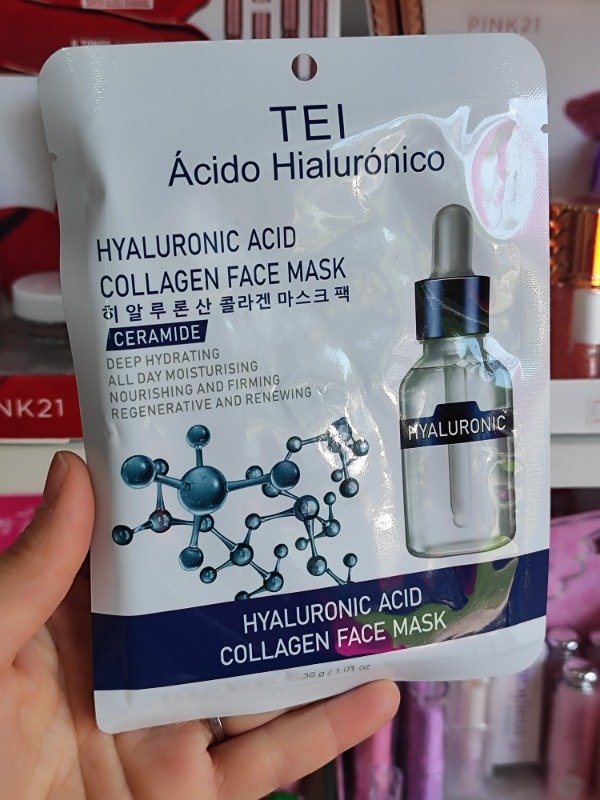 PINK21
TEI
Ácido Hialurónico
HYALURONIC ACID
COLLAGEN FACE MASK
히알루론산 콜라겐 마스크 팩
CERAMIDE
DEEP HYDRATING
ALL DAY MOISTURISING
NOURISHING AND FIRMING
REGENERATIVE AND RENEWING
HYALURONIC
NK21
HYALURONIC ACID
COLLAGEN FACE MASK
30 g / 1.01 oz